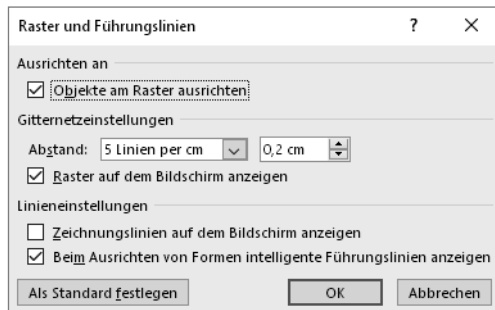 Raster und Führungslinien ? ×
Ausrichten an
Objekte am Raster ausrichten
Gitternetzeinstellungen
Abstand: 5 Linien per cm 0,2 cm
Raster auf dem Bildschirm anzeigen
Linieneinstellungen
Zeichnungslinien auf dem Bildschirm anzeigen
Beim Ausrichten von Formen intelligente Führungslinien anzeigen
Als Standard festlegen OK Abbrechen